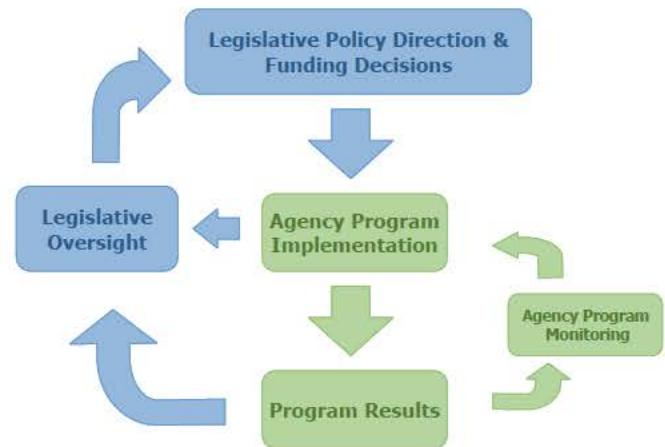 Legislative Policy Direction &
Funding Decisions
Legislative
Oversight
Agency Program
Implementation
Agency Program
Monitoring
Program Results